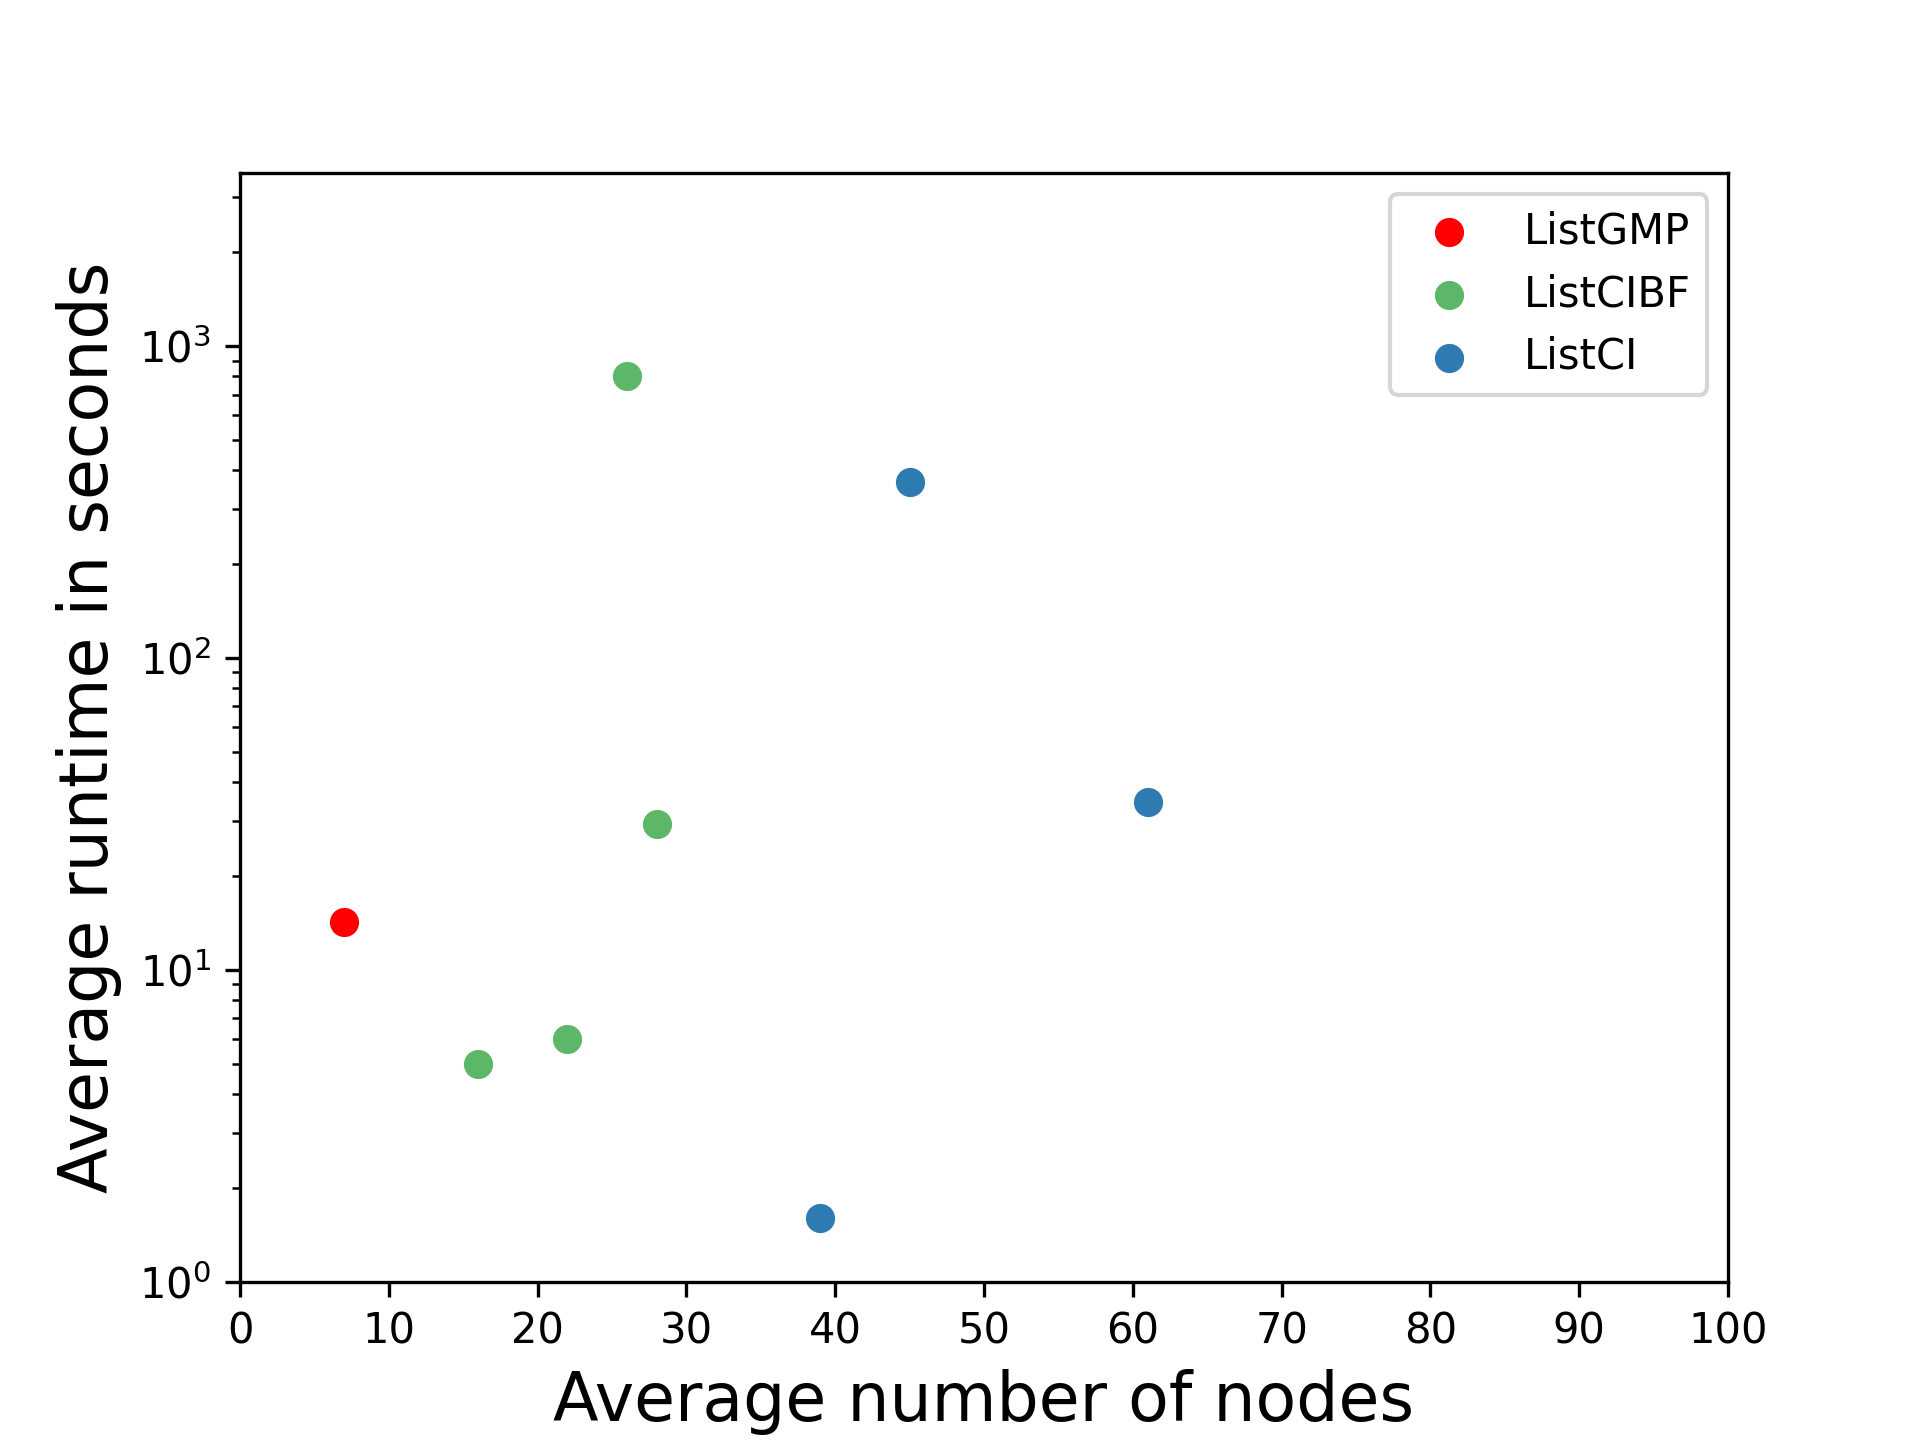 ListGMP
ListCIBF
ListCI
Average runtime in seconds
10³
10²
10¹
10⁰
0 10 20 30 40 50 60 70 80 90 100
Average number of nodes